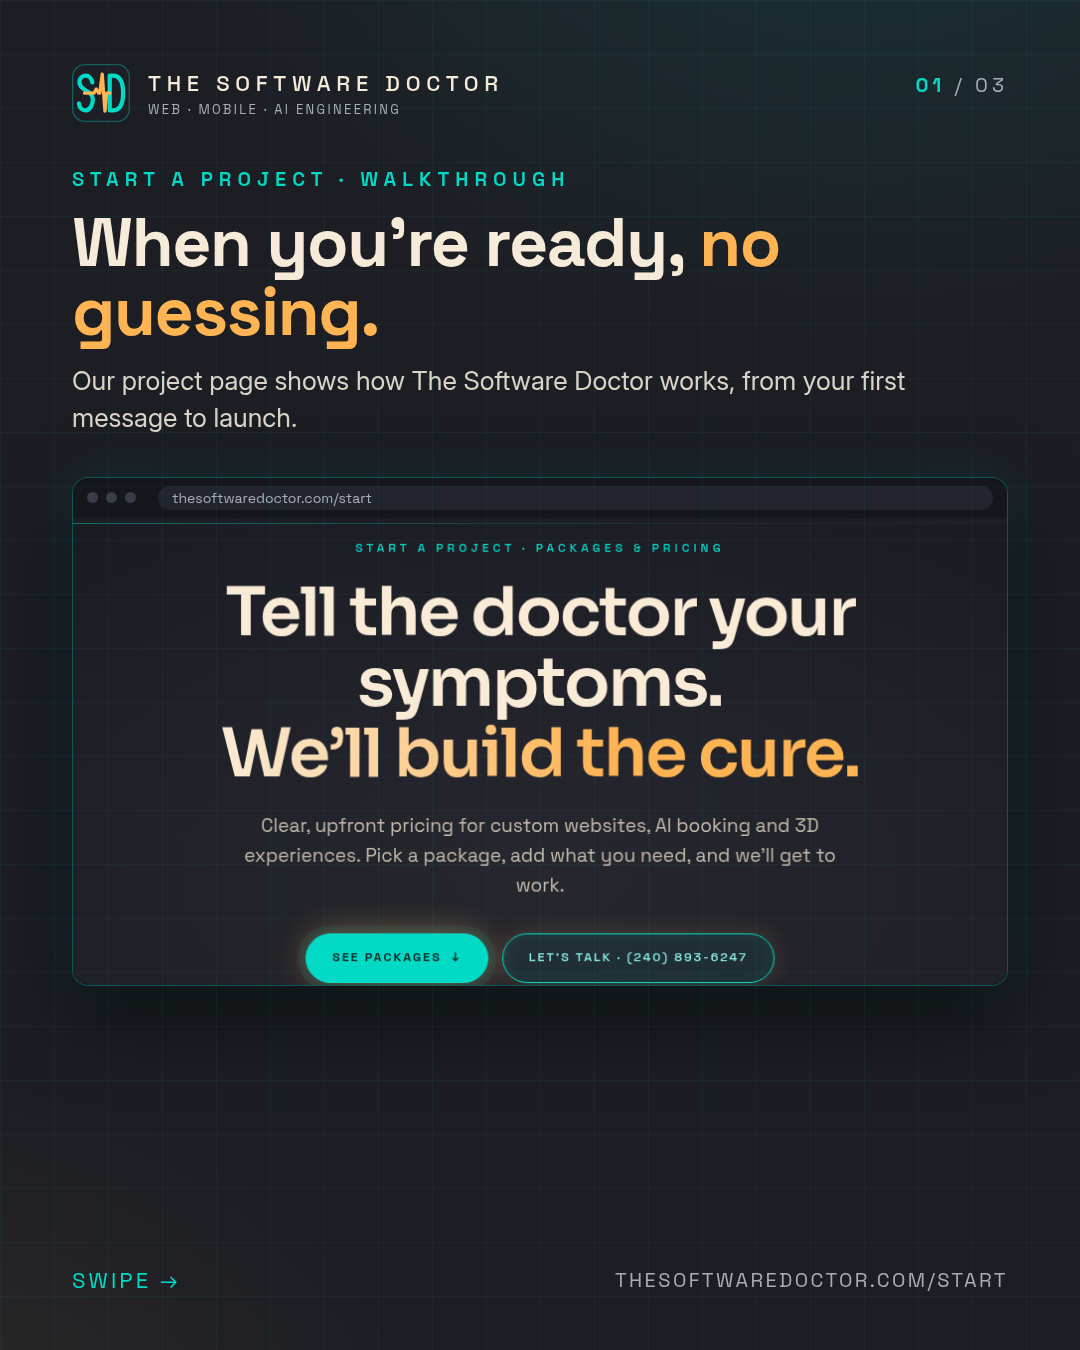 SD
THE SOFTWARE DOCTOR
WEB · MOBILE · AI ENGINEERING
01 / 03
START A PROJECT · WALKTHROUGH
When you’re ready, no
guessing.
Our project page shows how The Software Doctor works, from your first
message to launch.
thesoftwaredoctor.com/start
START A PROJECT · PACKAGES & PRICING
Tell the doctor your
symptoms.
We’ll build the cure.
Clear, upfront pricing for custom websites, AI booking and 3D
experiences. Pick a package, add what you need, and we’ll get to
work.
SEE PACKAGES ↓
LET’S TALK · (240) 893-6247
SWIPE →
THESOFTWAREDOCTOR.COM/START